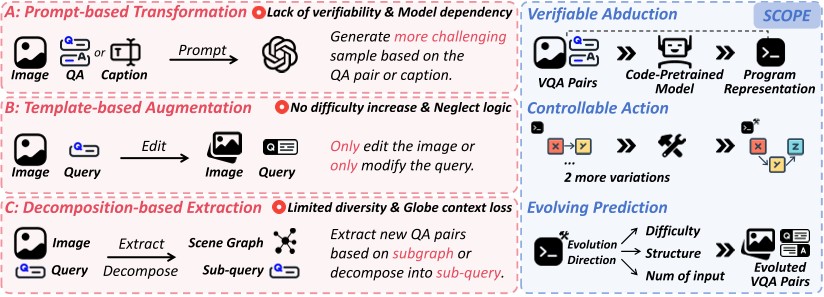 A: Prompt-based Transformation
Lack of verifiability & Model dependency
Image
Q
A
QA
or
T
Caption
Prompt
Generate more challenging
sample based on the
QA pair or caption.
B: Template-based Augmentation
No difficulty increase & Neglect logic
Image
Q
Query
Edit
Image
Q
Query
Only edit the image or
only modify the query.
C: Decomposition-based Extraction
Limited diversity & Globe context loss
Image
Q
Query
Extract
Decompose
Scene Graph
Sub-query
Q
Extract new QA pairs
based on subgraph or
decompose into sub-query.
Verifiable Abduction
SCOPE
Q
A
VQA Pairs
Code-Pretrained
Model
Program
Representation
Controllable Action
X
Y
...
2 more variations
X
Y
Z
Evolving Prediction
Evolution
Direction
Difficulty
Structure
Num of input
Q
A
Evoluted
VQA Pairs